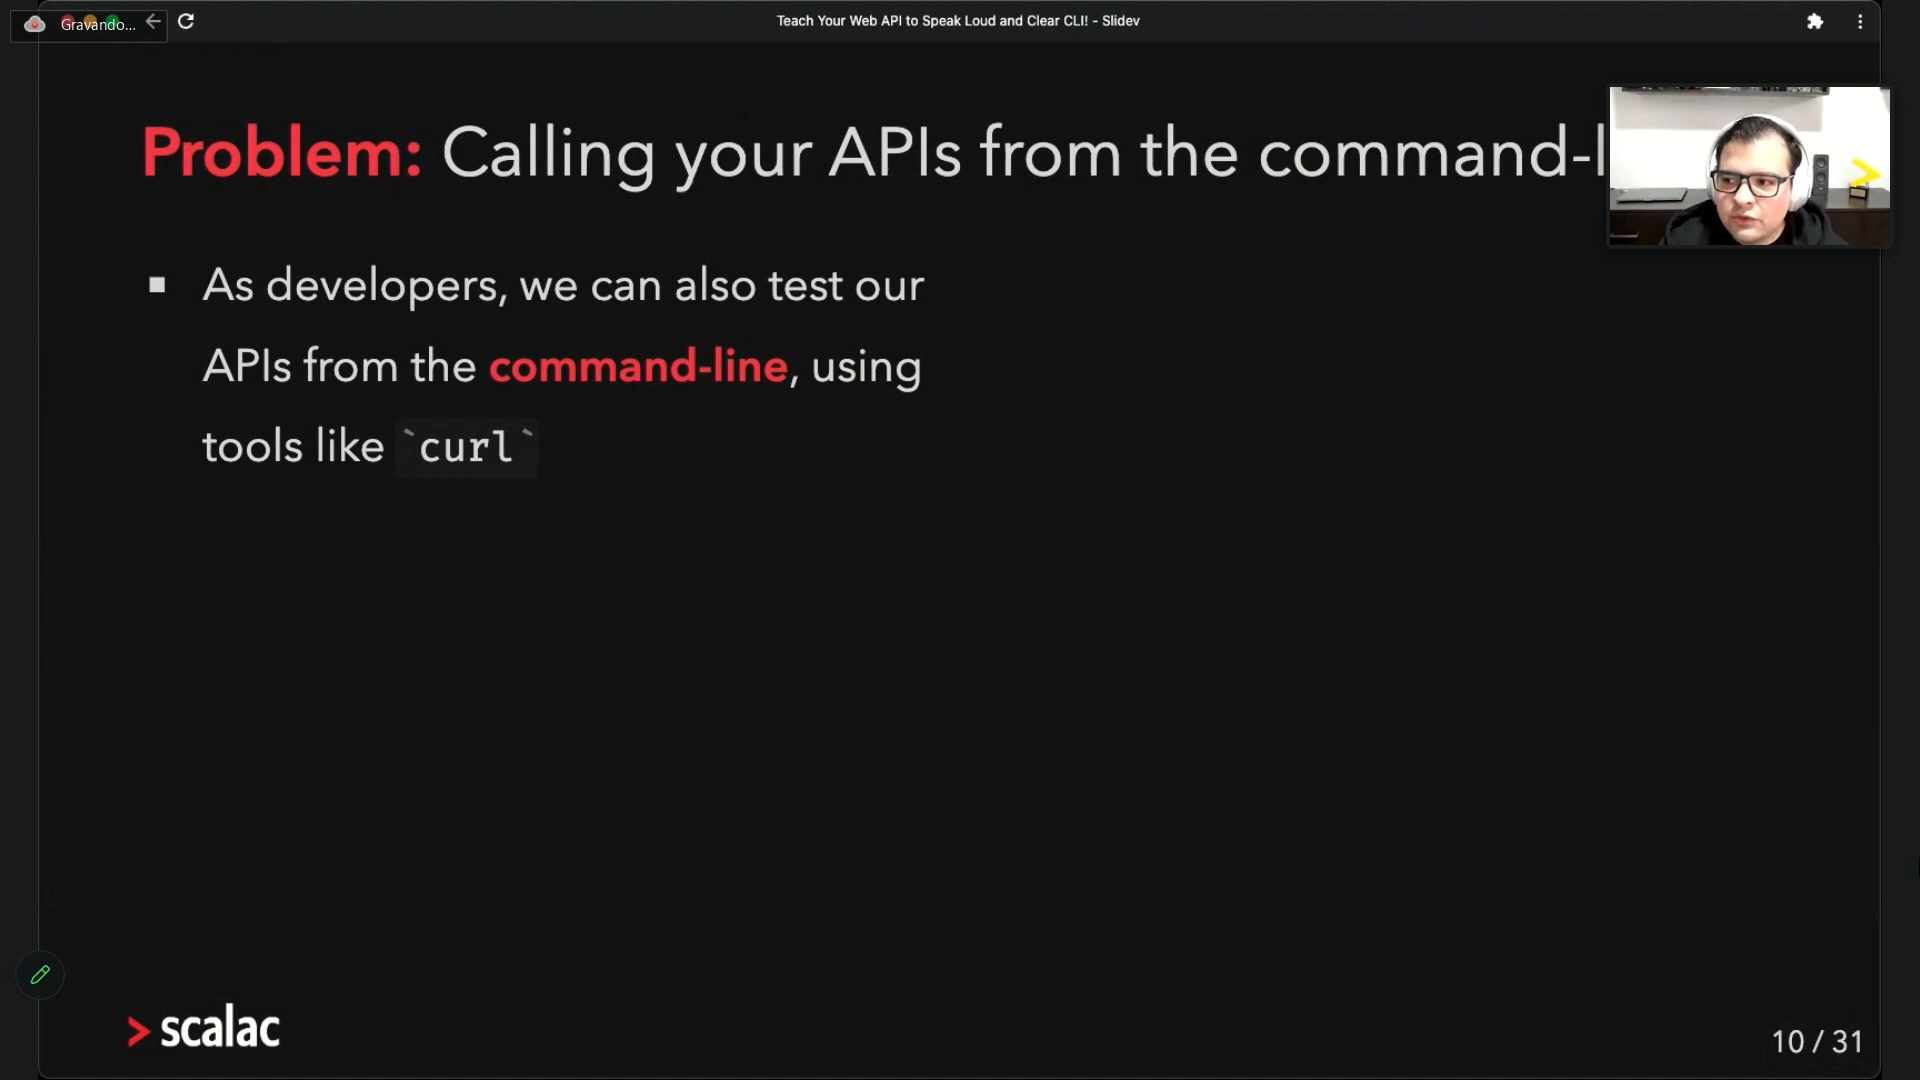 Gravando...
Teach Your Web API to Speak Loud and Clear CLI! - Slidev
Problem: Calling your APIs from the command-l
■ As developers, we can also test our
APIs from the command-line, using
tools like `curl`
> scalac
10 / 31